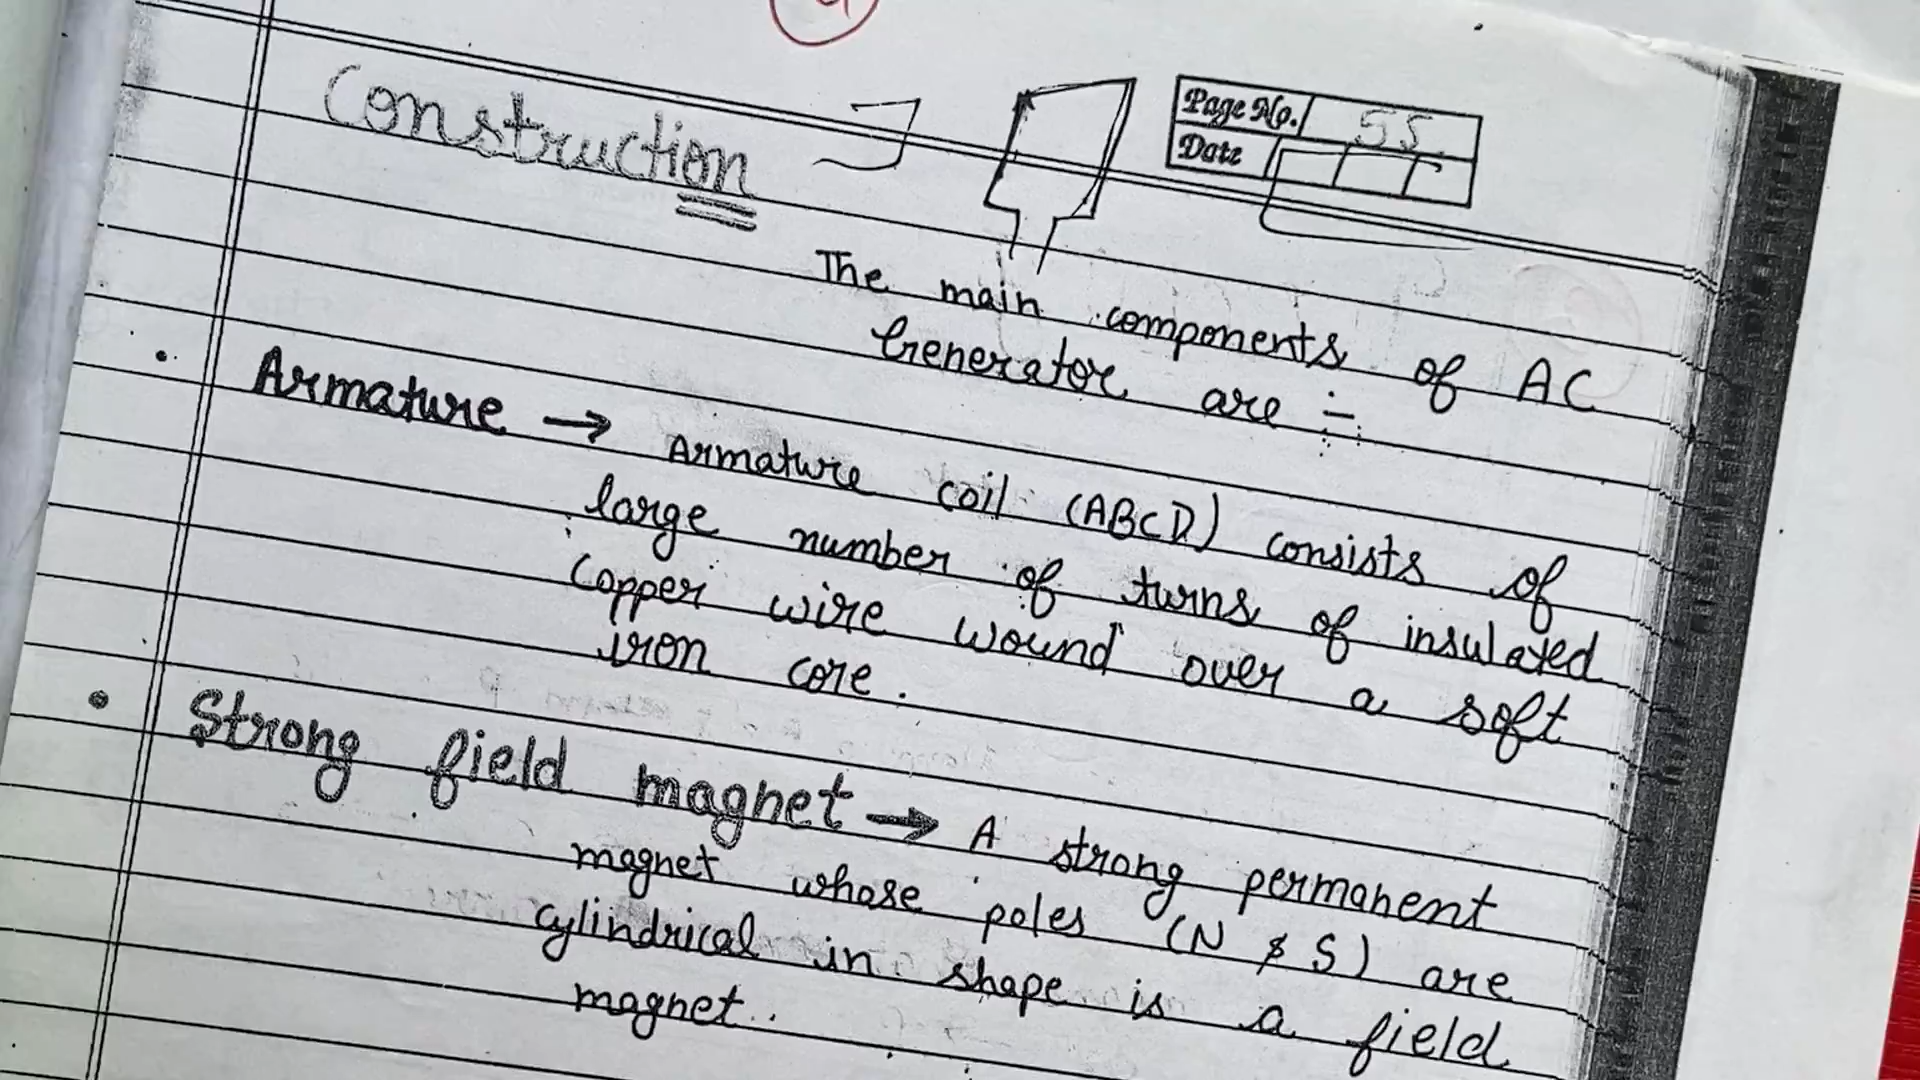 Construction
Page No. 55
Date
The main components of AC
Generator are :-
• Armature → Armature coil (ABCD) consists of
large number of turns of insulated
Copper wire wound over a soft
iron core.
• Strong field magnet → A strong permanent
magnet whose poles (N & S) are
cylindrical in shape is a field
magnet.